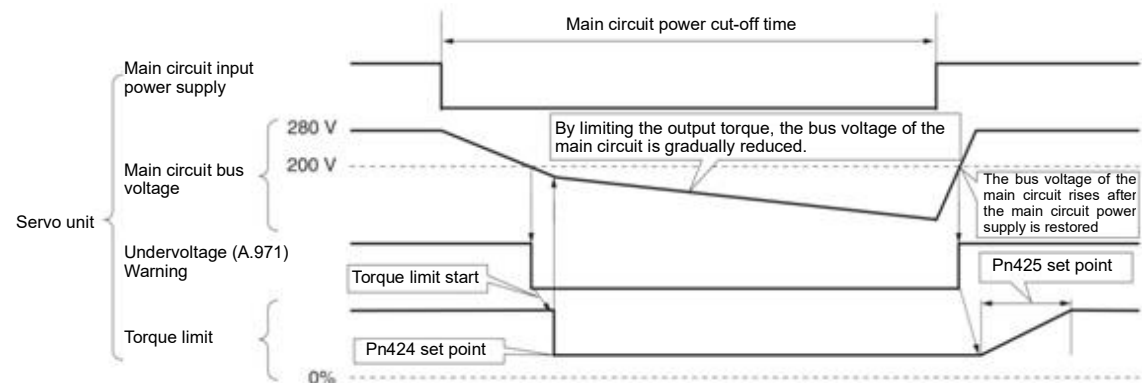 Main circuit power cut-off time
Main circuit input
power supply
280 V
200 V
By limiting the output torque, the bus voltage of the
main circuit is gradually reduced.
Main circuit bus
voltage
The bus voltage of the
main circuit rises after
the main circuit power
supply is restored
Servo unit
Undervoltage (A.971)
Warning
Torque limit start
Pn425 set point
Torque limit
Pn424 set point
0%